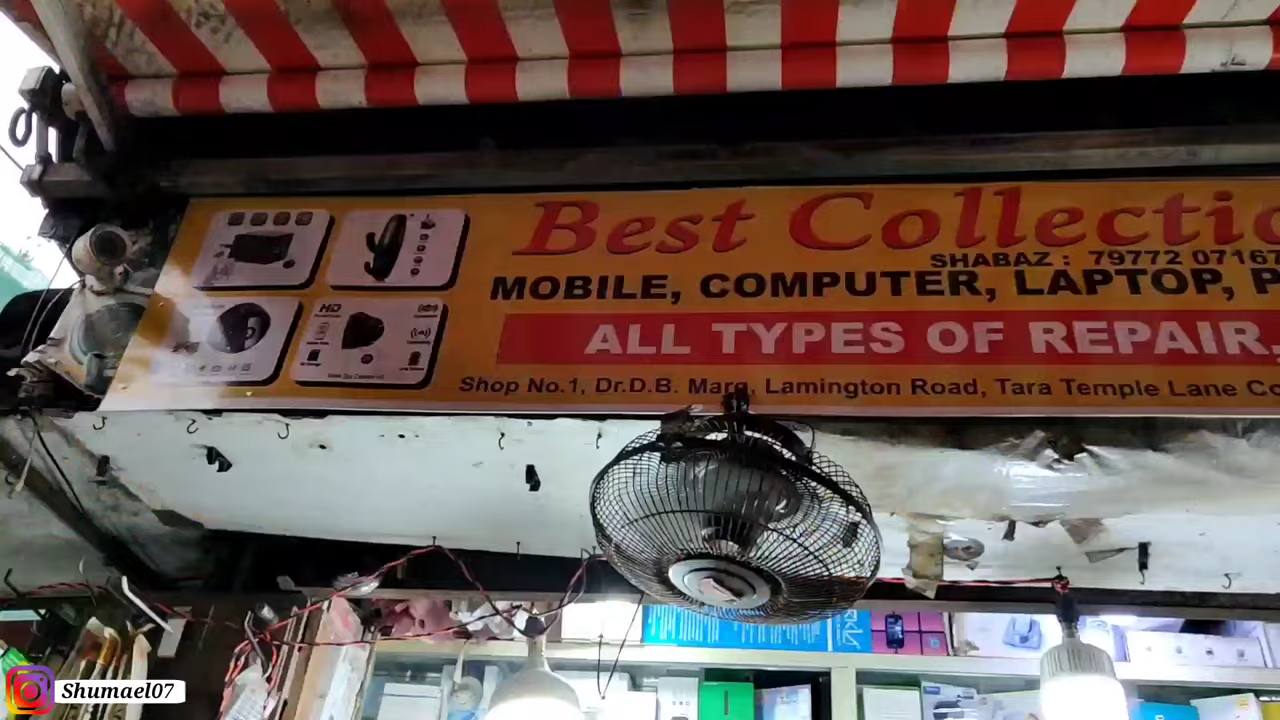 Best Collectio
SHABAZ : 79772 07167
MOBILE, COMPUTER, LAPTOP, P
ALL TYPES OF REPAIR,
Shop No.1, Dr.D.B. Marg, Lamington Road, Tara Temple Lane Co
HD
Shumael07